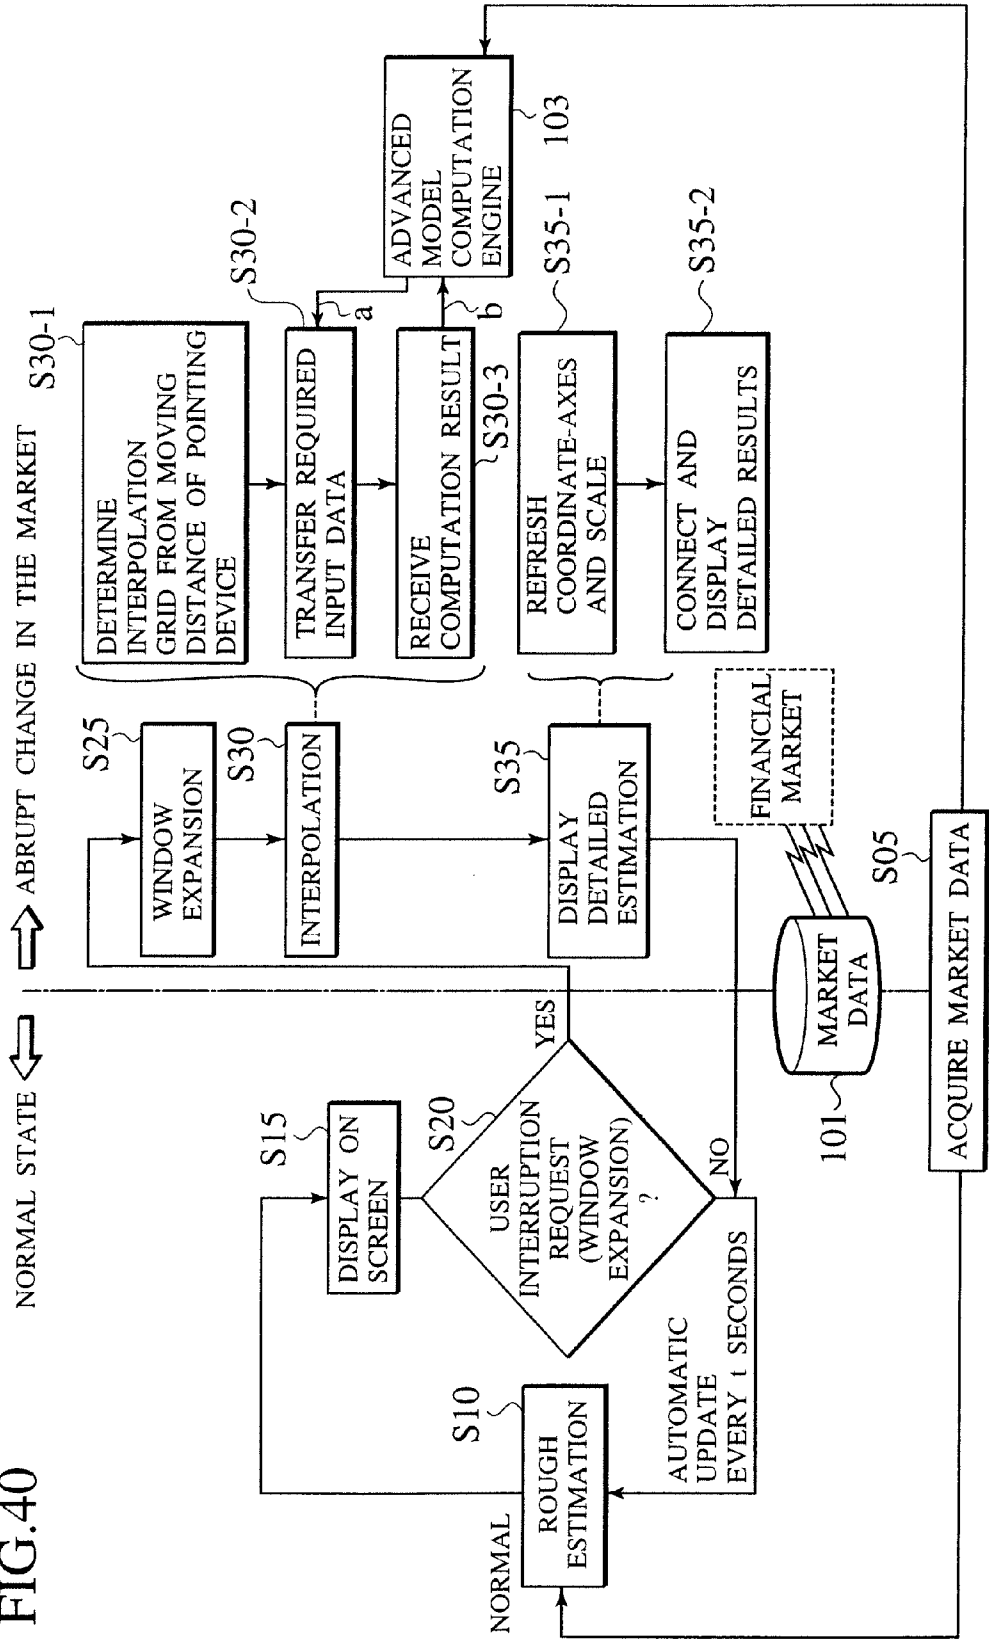 FIG.40
NORMAL STATE
ABRUPT CHANGE IN THE MARKET
NORMAL
S10
ROUGH
ESTIMATION
AUTOMATIC
UPDATE
EVERY t SECONDS
S15
DISPLAY ON
SCREEN
S20
USER
INTERRUPTION
REQUEST
(WINDOW
EXPANSION)
?
YES
NO
S25
WINDOW
EXPANSION
S30
INTERPOLATION
S35
DISPLAY
DETAILED
ESTIMATION
S30-1
DETERMINE
INTERPOLATION
GRID FROM MOVING
DISTANCE OF POINTING
DEVICE
S30-2
TRANSFER REQUIRED
INPUT DATA
RECEIVE
COMPUTATION RESULT
S30-3
a
b
ADVANCED
MODEL
COMPUTATION
ENGINE
103
S35-1
REFRESH
COORDINATE-AXES
AND SCALE
S35-2
CONNECT AND
DISPLAY
DETAILED RESULTS
FINANCIAL
MARKET
MARKET
DATA
101
S05
ACQUIRE MARKET DATA